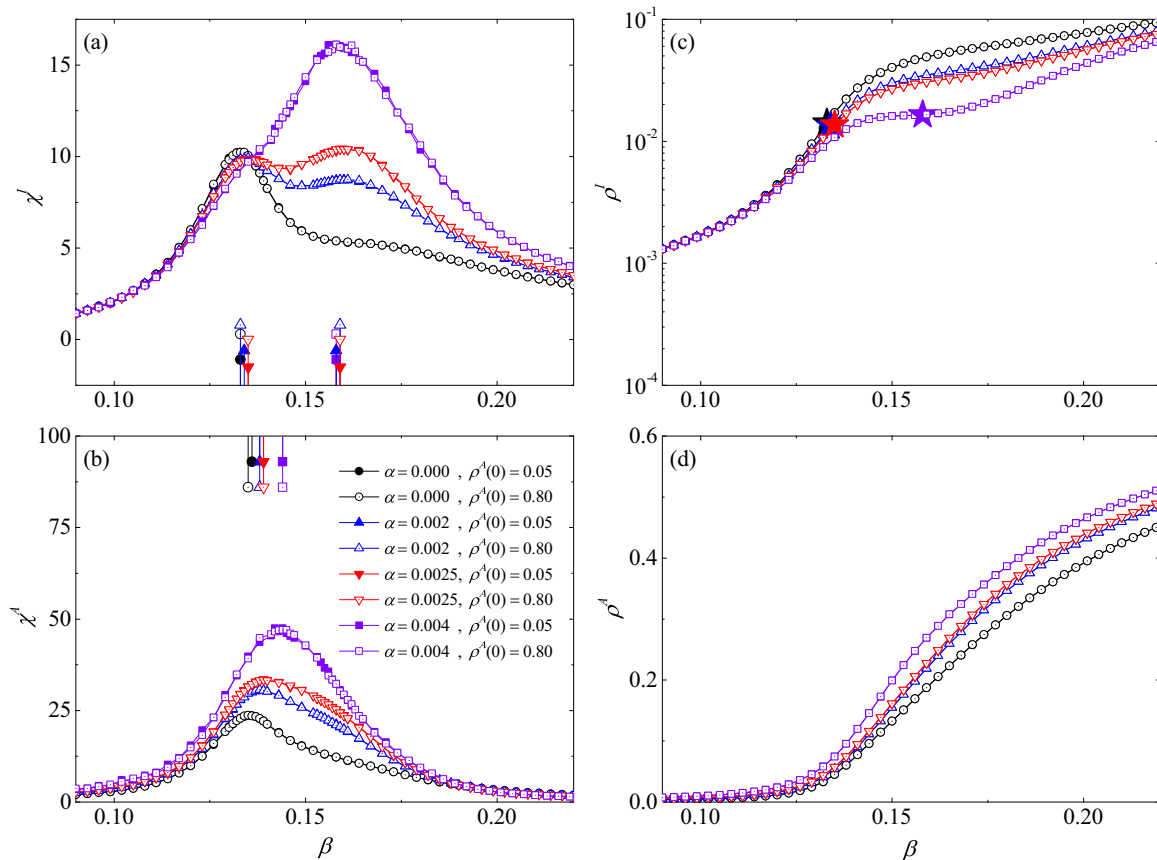 (a)
15
10
5
0
χ^I
0.10
0.15
0.20
(c)
10^-1
10^-2
10^-3
10^-4
ρ^I
0.10
0.15
0.20
(b)
100
75
50
25
0
χ^A
α = 0.000 , ρ^A(0) = 0.05
α = 0.000 , ρ^A(0) = 0.80
α = 0.002 , ρ^A(0) = 0.05
α = 0.002 , ρ^A(0) = 0.80
α = 0.0025, ρ^A(0) = 0.05
α = 0.0025, ρ^A(0) = 0.80
α = 0.004 , ρ^A(0) = 0.05
α = 0.004 , ρ^A(0) = 0.80
0.10
0.15
0.20
β
(d)
0.6
0.4
0.2
0.0
ρ^A
0.10
0.15
0.20
β